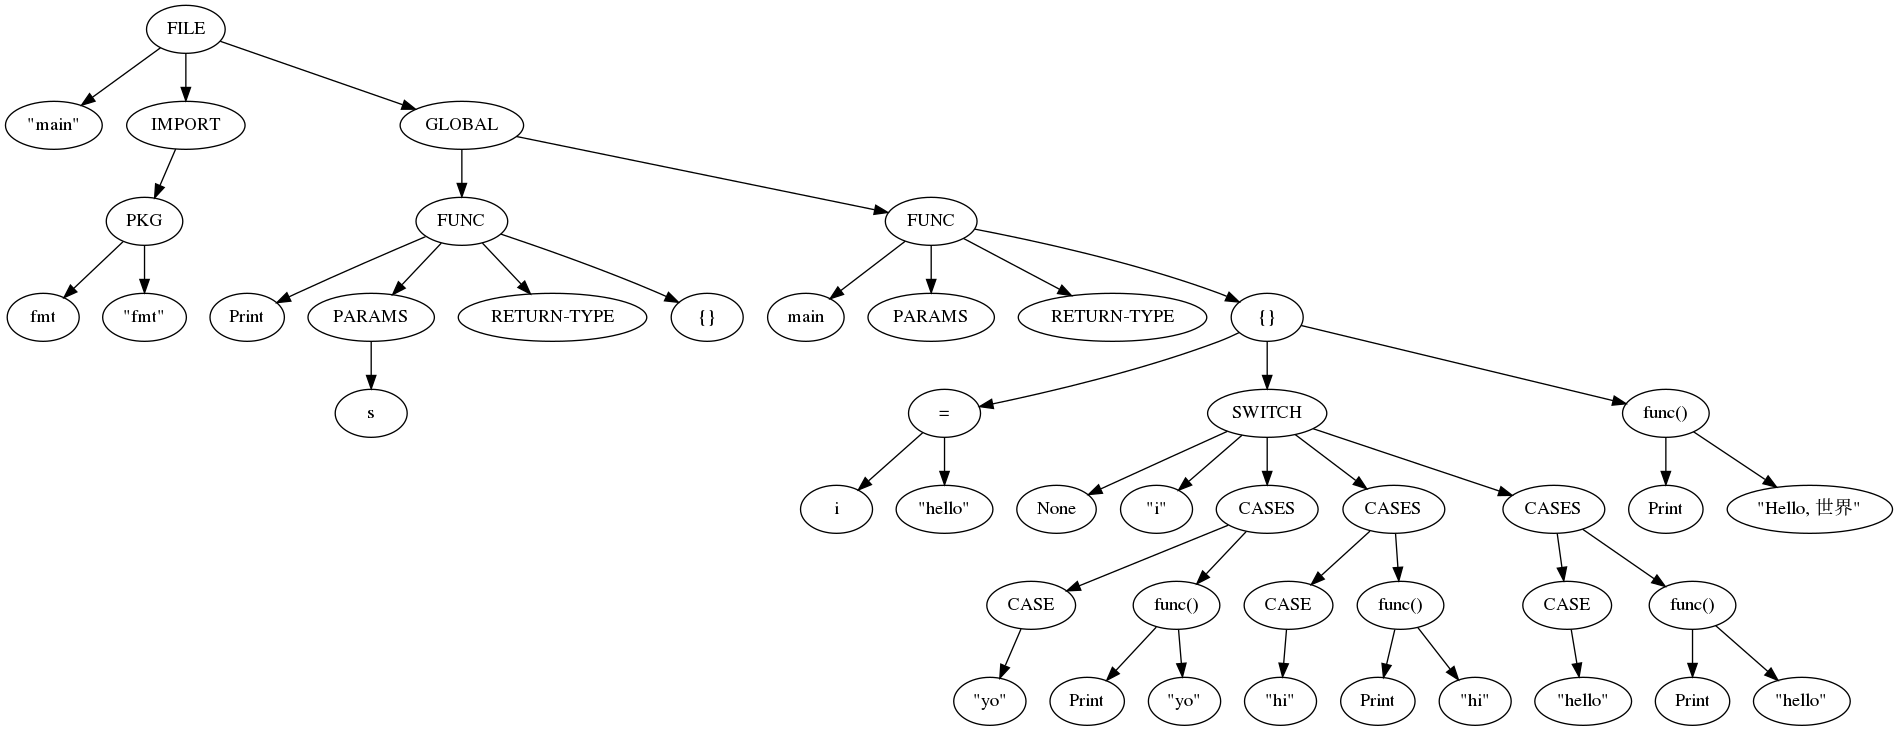 FILE
"main"
IMPORT
GLOBAL
PKG
FUNC
FUNC
fmt
"fmt"
Print
PARAMS
RETURN-TYPE
{}
main
PARAMS
RETURN-TYPE
{}
s
=
SWITCH
func()
i
"hello"
None
"i"
CASES
CASES
CASES
Print
"Hello, 世界"
CASE
func()
CASE
func()
CASE
func()
"yo"
Print
"yo"
"hi"
Print
"hi"
"hello"
Print
"hello"